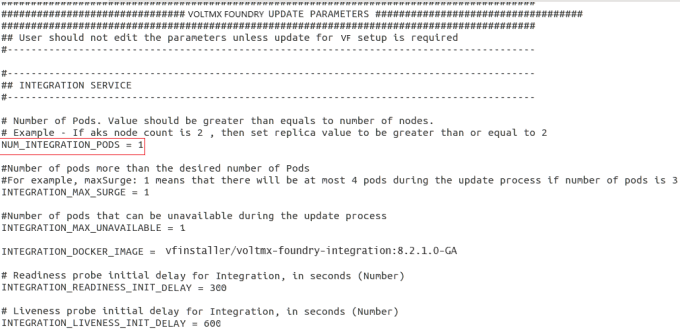 ###########################################################################################
############################### VOLTMX FOUNDRY UPDATE PARAMETERS ###################################
###########################################################################################
## User should not edit the parameters unless update for VF setup is required
#------------------------------------------------------------------------------------------
#------------------------------------------------------------------------------------------
## INTEGRATION SERVICE
#------------------------------------------------------------------------------------------
# Number of Pods. Value should be greater than equals to number of nodes.
# Example - If aks node count is 2 , then set replica value to be greater than or equal to 2
NUM_INTEGRATION_PODS = 1
#Number of pods more than the desired number of Pods
#For example, maxSurge: 1 means that there will be at most 4 pods during the update process if number of pods is 3
INTEGRATION_MAX_SURGE = 1
#Number of pods that can be unavailable during the update process
INTEGRATION_MAX_UNAVAILABLE = 1
INTEGRATION_DOCKER_IMAGE = vfinstaller/voltmx-foundry-integration:8.2.1.0-GA
# Readiness probe initial delay for Integration, in seconds (Number)
INTEGRATION_READINESS_INIT_DELAY = 300
# Liveness probe initial delay for Integration, in seconds (Number)
INTEGRATION_LIVENESS_INIT_DELAY = 600